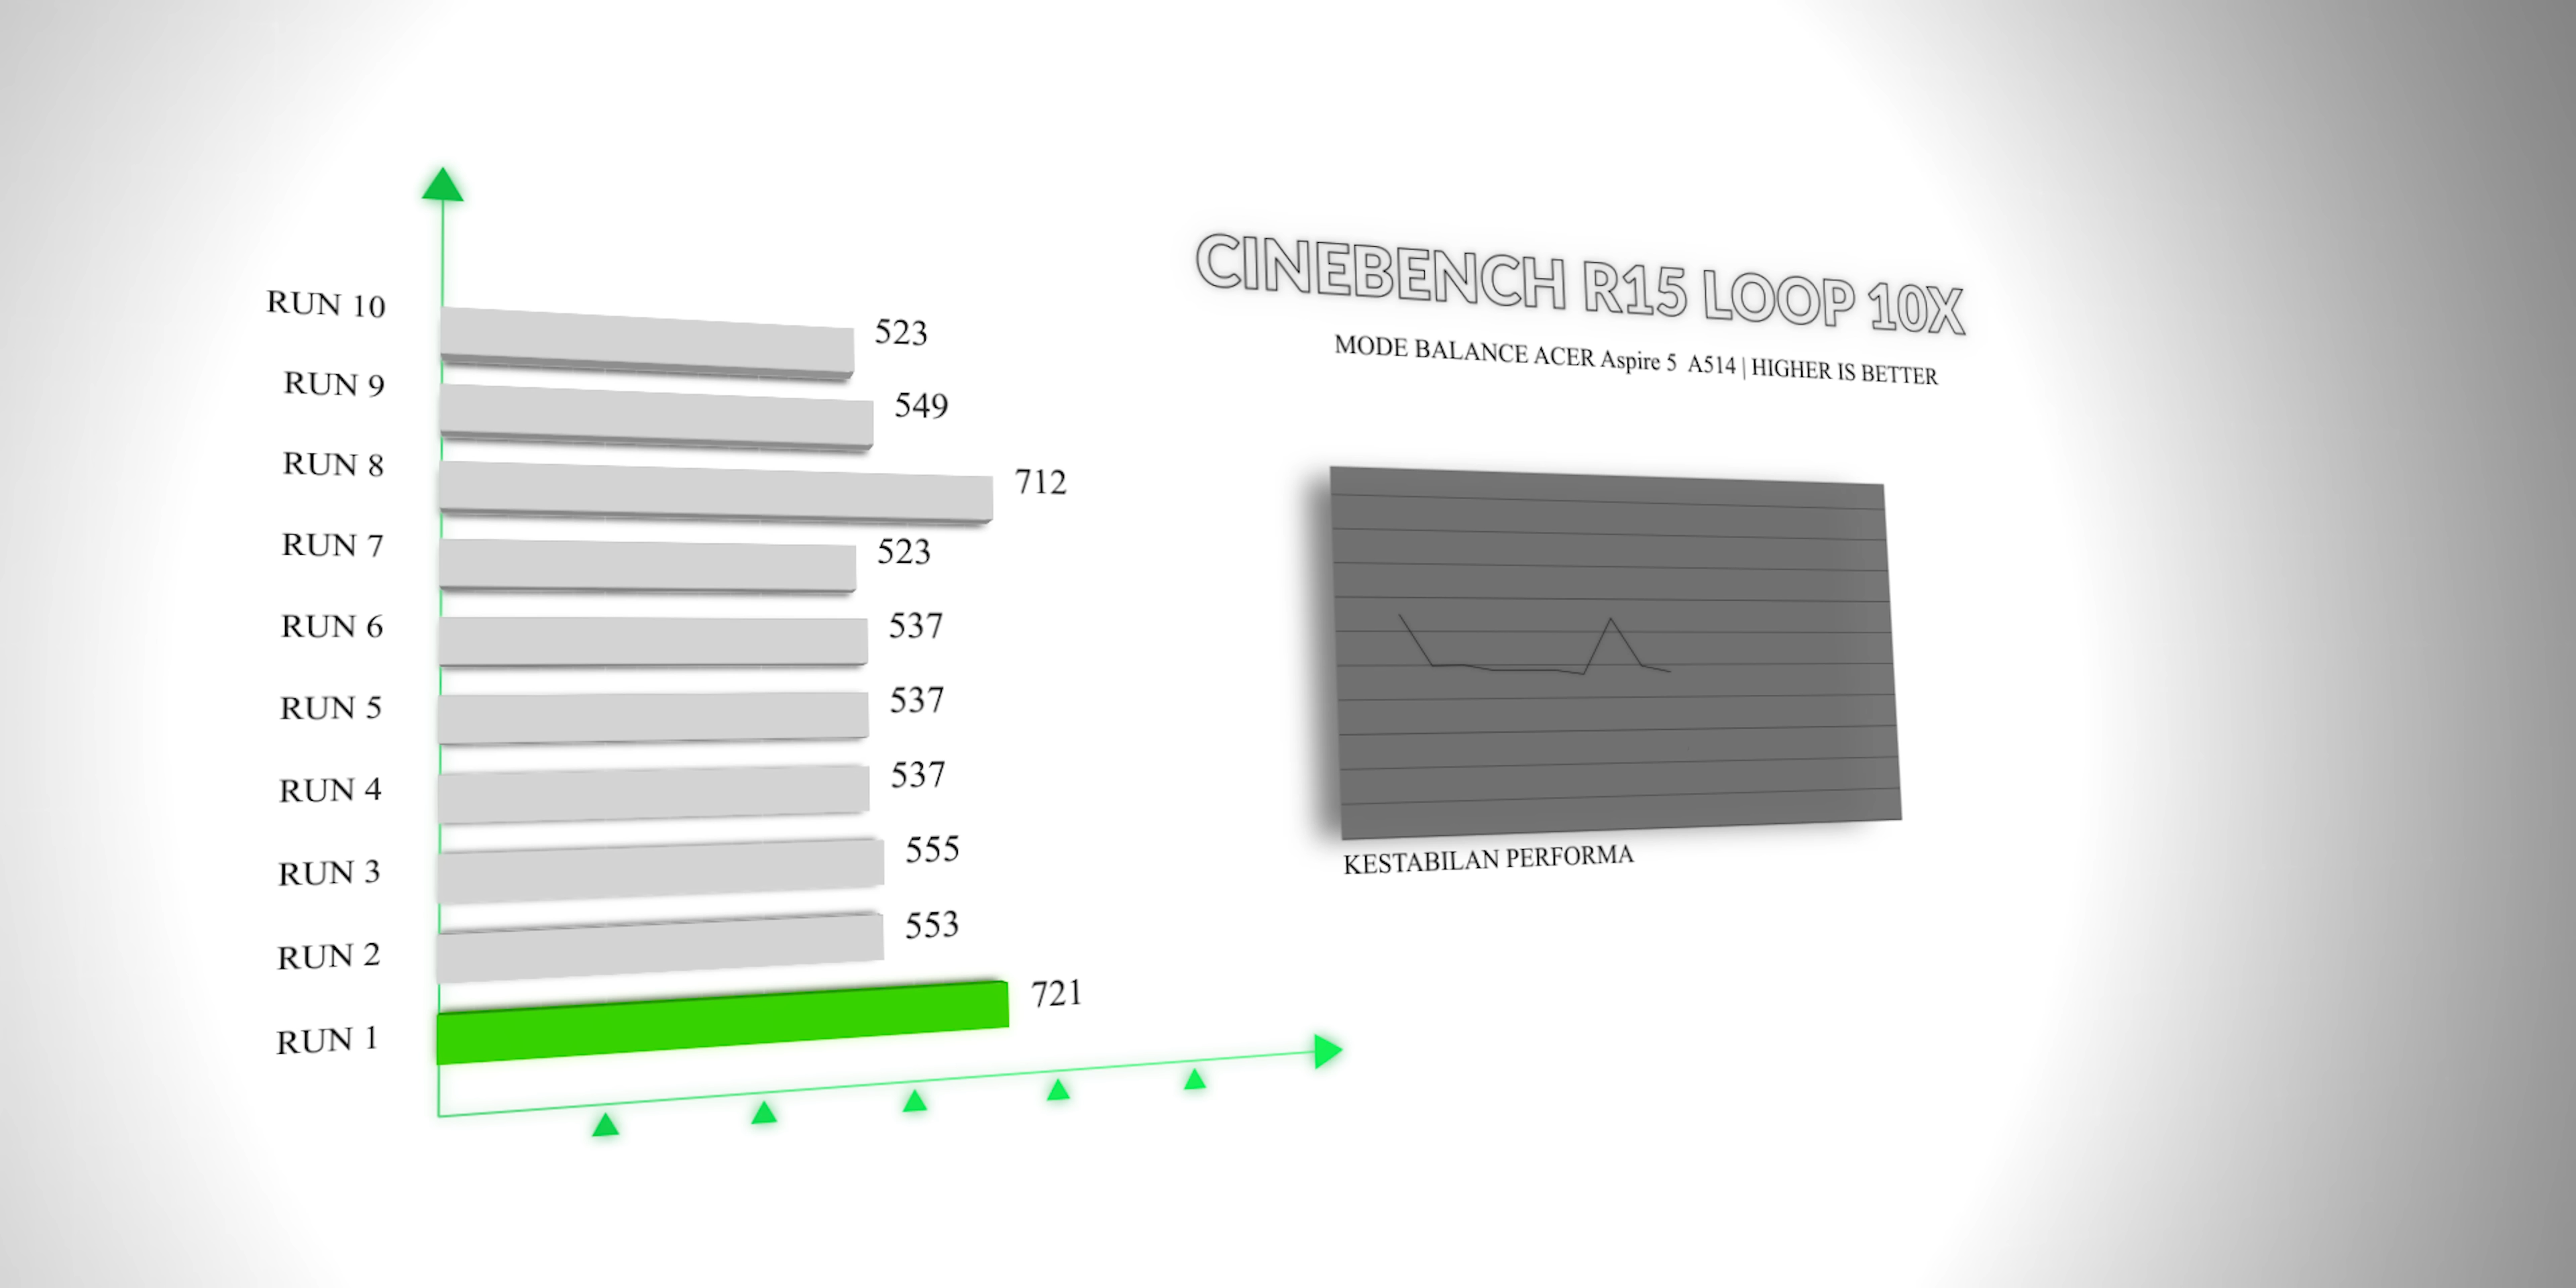 CINEBENCH R15 LOOP 10X
MODE BALANCE ACER Aspire 5 A514 | HIGHER IS BETTER
RUN 10 523
RUN 9 549
RUN 8 712
RUN 7 523
RUN 6 537
RUN 5 537
RUN 4 537
RUN 3 555
RUN 2 553
RUN 1 721
KESTABILAN PERFORMA